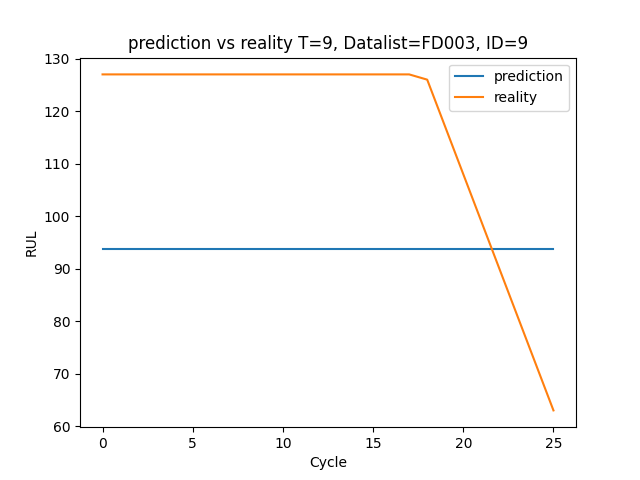 prediction vs reality T=9, Datalist=FD003, ID=9
prediction
reality
130
120
110
100
90
80
70
60
RUL
0 5 10 15 20 25
Cycle